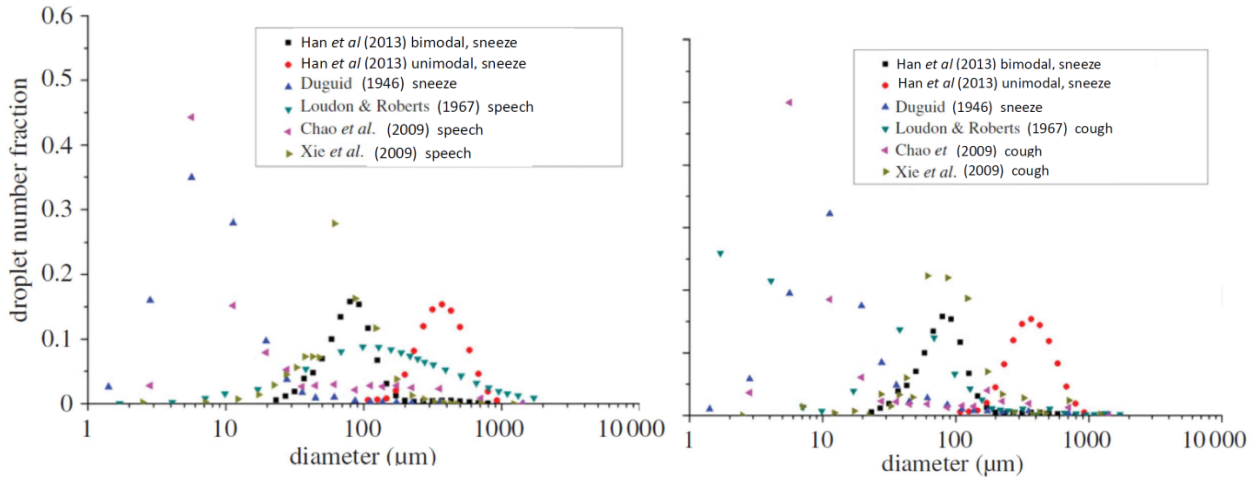 0.6
0.5
0.4
0.3
0.2
0.1
0
droplet number fraction
Han et al (2013) bimodal, sneeze
Han et al (2013) unimodal, sneeze
Duguid (1946) sneeze
Loudon & Roberts (1967) speech
Chao et al. (2009) speech
Xie et al. (2009) speech
1 10 100 1000 10 000
diameter (µm)
Han et al (2013) bimodal, sneeze
Han et al (2013) unimodal, sneeze
Duguid (1946) sneeze
Loudon & Roberts (1967) cough
Chao et (2009) cough
Xie et al. (2009) cough
1 10 100 1000 10 000
diameter (µm)